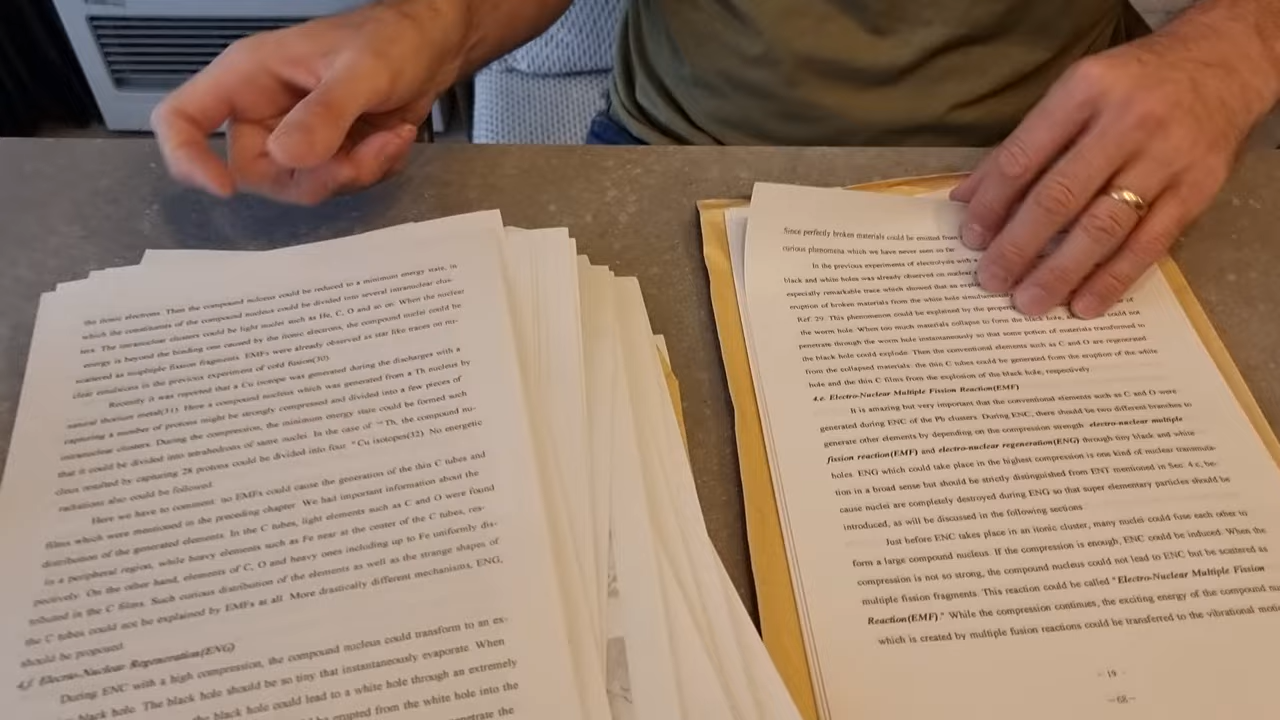 the itonic electrons. Then the compound nucleus could be reduced to a minimum energy state, in
which the constituents of the compound nucleus could be divided into several intranuclear clus-
ters. The intranuclear clusters could be light nuclei such as He, C, O and so on. When the nuclear
energy is beyond the binding one caused by the itonic electrons, the compound nuclei could be
scattered as multiple fission fragments. EMFs were already observed as star like traces on nu-
clear emulsions in the previous experiment of cold fusion(30).
Recently it was reported that a Cu isotope was generated during the discharges with a
natural thorium metal(31). Here a compound nucleus which was generated from a Th nucleus by
capturing a number of protons might be strongly compressed and divided into a few pieces of
intranuclear clusters. During the compression, the minimum energy state could be formed such
that it could be divided into tetrahedrons of same nuclei. In the case of Th, the compound nu-
cleus resulted by capturing 28 protons could be divided into four Cu isotopes(32). No energetic
radiations also could be followed.
Here we have to comment: no EMFs could cause the generation of the thin C tubes and
films which were mentioned in the preceding chapter. We had important information about the
distribution of the generated elements. In the C tubes, light elements such as C and O were found
in a peripheral region, while heavy elements such as Fe near at the center of the C tubes, res-
pectively. On the other hand, elements of C, O and heavy ones including up to Fe uniformly dis-
tributed in the C films. Such curious distribution of the elements as well as the strange shapes of
the C tubes could not be explained by EMFs at all. More drastically different mechanisms, ENG,
should be proposed.
4.f. Electro-Nuclear Regeneration(ENG)
During ENC with a high compression, the compound nucleus could transform to an ex-
black hole. The black hole should be so tiny that instantaneously evaporate. When
the black hole could lead to a white hole through an extremely
be erupted from the white hole into the
penetrate the
Since perfectly broken materials could be emitted from
curious phenomena which we have never seen so far.
In the previous experiments of electrolysis with a
black and white holes was already observed on nuclear
especially remarkable trace which showed that an
eruption of broken materials from the white hole
Ref. 29. This phenomenon could be explained by the of
the worm hole. When too much materials collapse to form the black hole, could not
penetrate through the worm hole instantaneously so that some potion of materials transformed to
the black hole could explode. Then the conventional elements such as C and O are regenerated
from the collapsed materials: the thin C tubes could be generated from the eruption of the white
hole and the thin C films from the explosion of the black hole, respectively.
4.e. Electro-Nuclear Multiple Fission Reaction(EMF)
It is amazing but very important that the conventional elements such as C and O were
generated during ENC of the Pb clusters. During ENC, there should be two different branches to
generate other elements by depending on the compression strength: electro-nuclear multiple
fission reaction(EMF) and electro-nuclear regeneration(ENG) through tiny black and white
holes. ENG which could take place in the highest compression is one kind of nuclear transmuta-
tion in a broad sense but should be strictly distinguished from ENT mentioned in Sec. 4 c, be-
cause nuclei are completely destroyed during ENG so that super elementary particles should be
introduced, as will be discussed in the following sections
Just before ENC takes place in an itonic cluster, many nuclei could fuse each other to
form a large compound nucleus. If the compression is enough, ENC could be induced. When the
compression is not so strong, the compound nucleus could not lead to ENC but be scattered as
multiple fission fragments. This reaction could be called "Electro-Nuclear Multiple Fission
Reaction(EMF)." While the compression continues, the exciting energy of the compound nu
which is created by multiple fusion reactions could be transferred to the vibrational
- 19 -
—68—